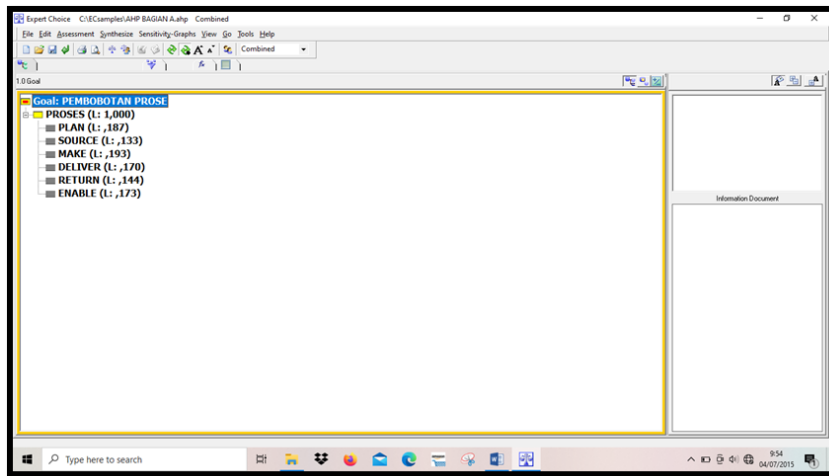 Expert Choice C:\ECsamples\AHP BAGIAN A.ahp Combined
File Edit Assessment Synthesize Sensitivity-Graphs View Go Tools Help
Combined
1.0 Goal
Goal: PEMBOBOTAN PROSE
PROSES (L: 1,000)
PLAN (L: ,187)
SOURCE (L: ,133)
MAKE (L: ,193)
DELIVER (L: ,170)
RETURN (L: ,144)
ENABLE (L: ,173)
Information Document
Type here to search
9:54
04/07/2015